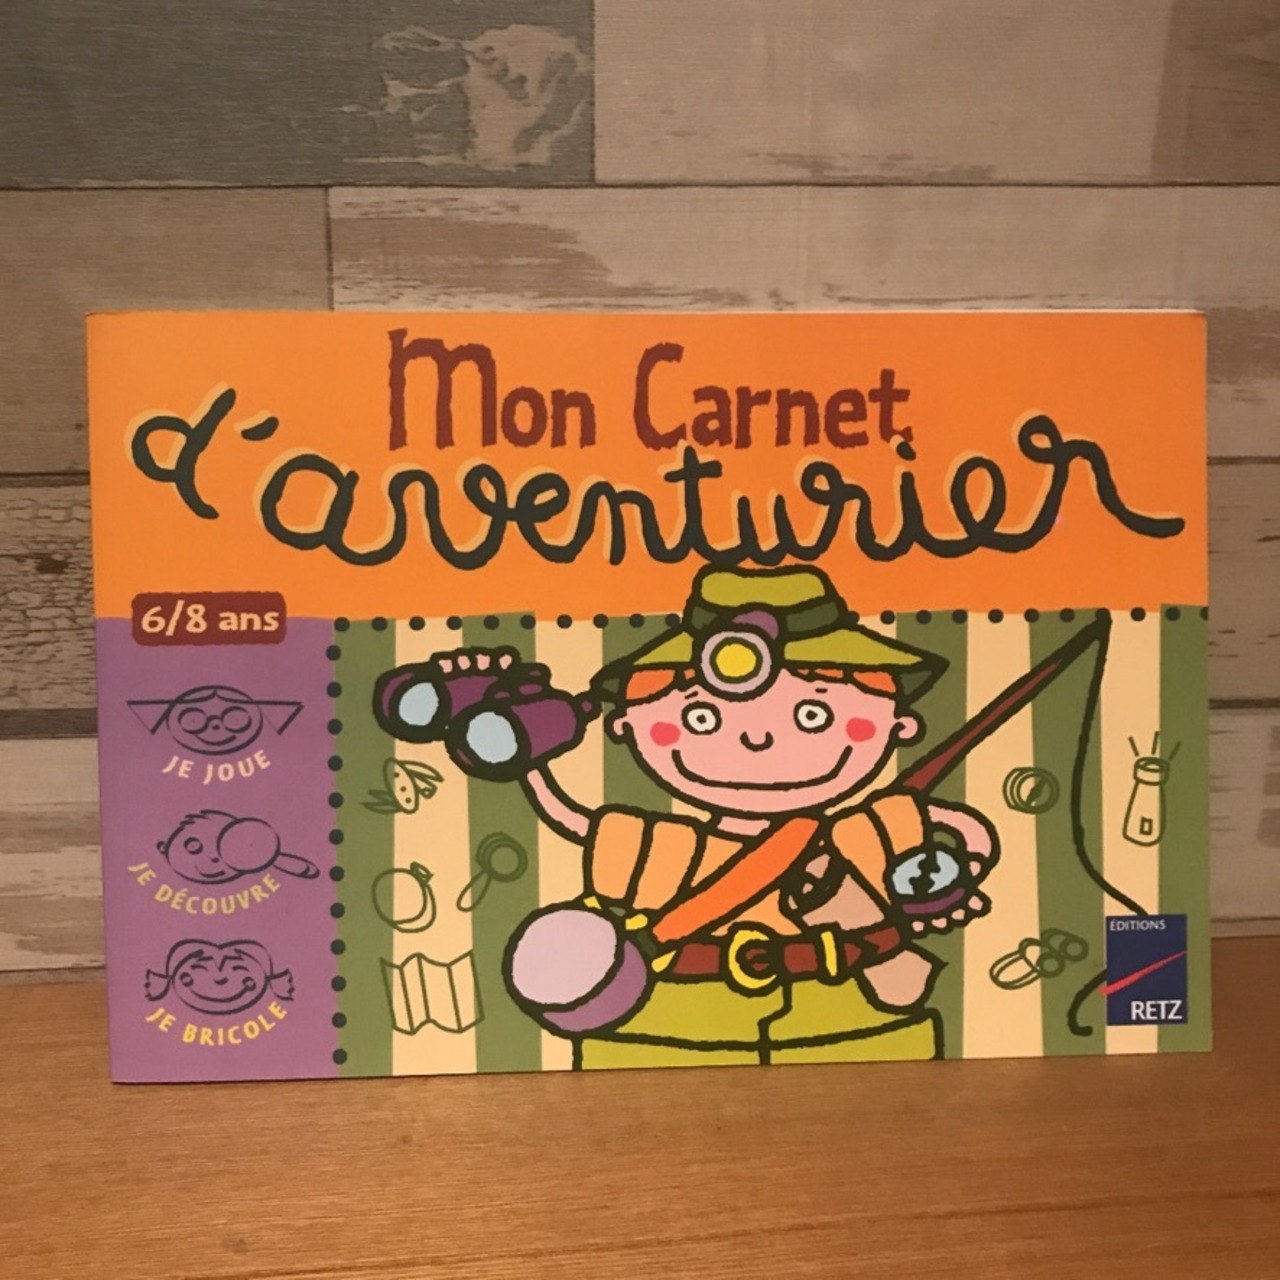 Mon Carnet
d'aventurier
6/8 ans
JE JOUE
JE DÉCOUVRE
JE BRICOLE
ÉDITIONS
RETZ